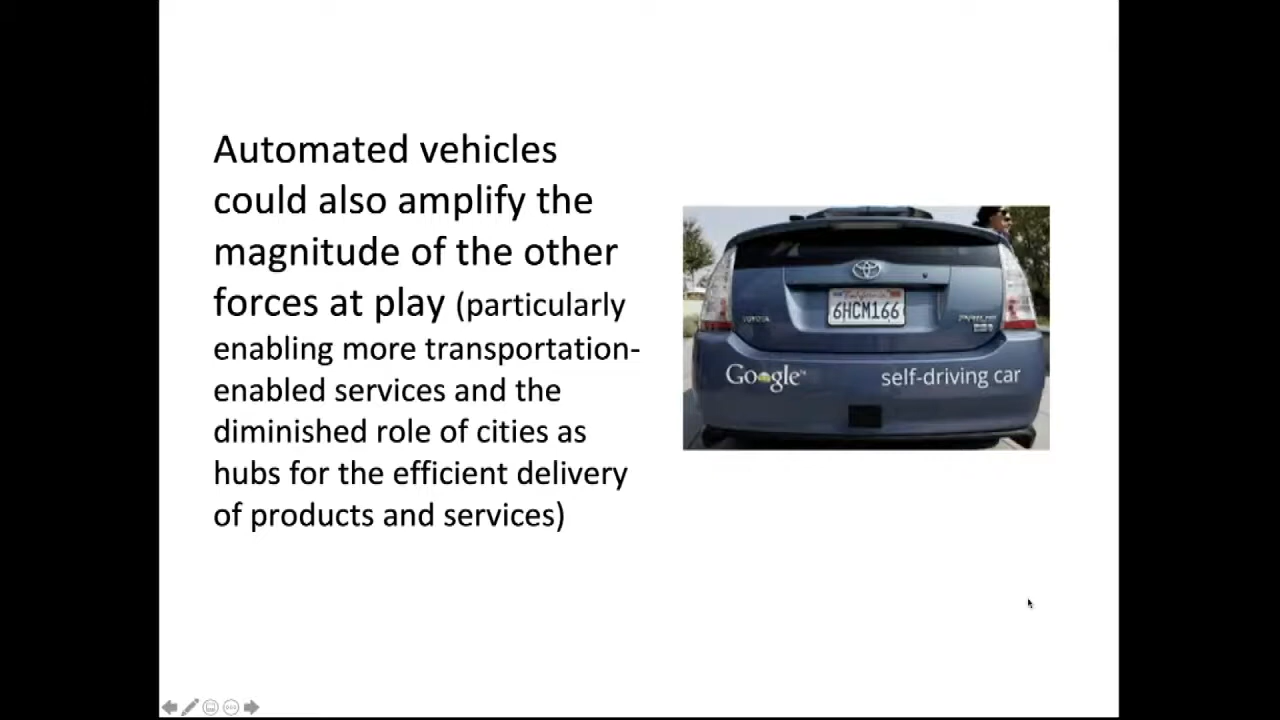 Automated vehicles
could also amplify the
magnitude of the other
forces at play (particularly
enabling more transportation-
enabled services and the
diminished role of cities as
hubs for the efficient delivery
of products and services)
California
6HCM166
TOYOTA
Google
self-driving car